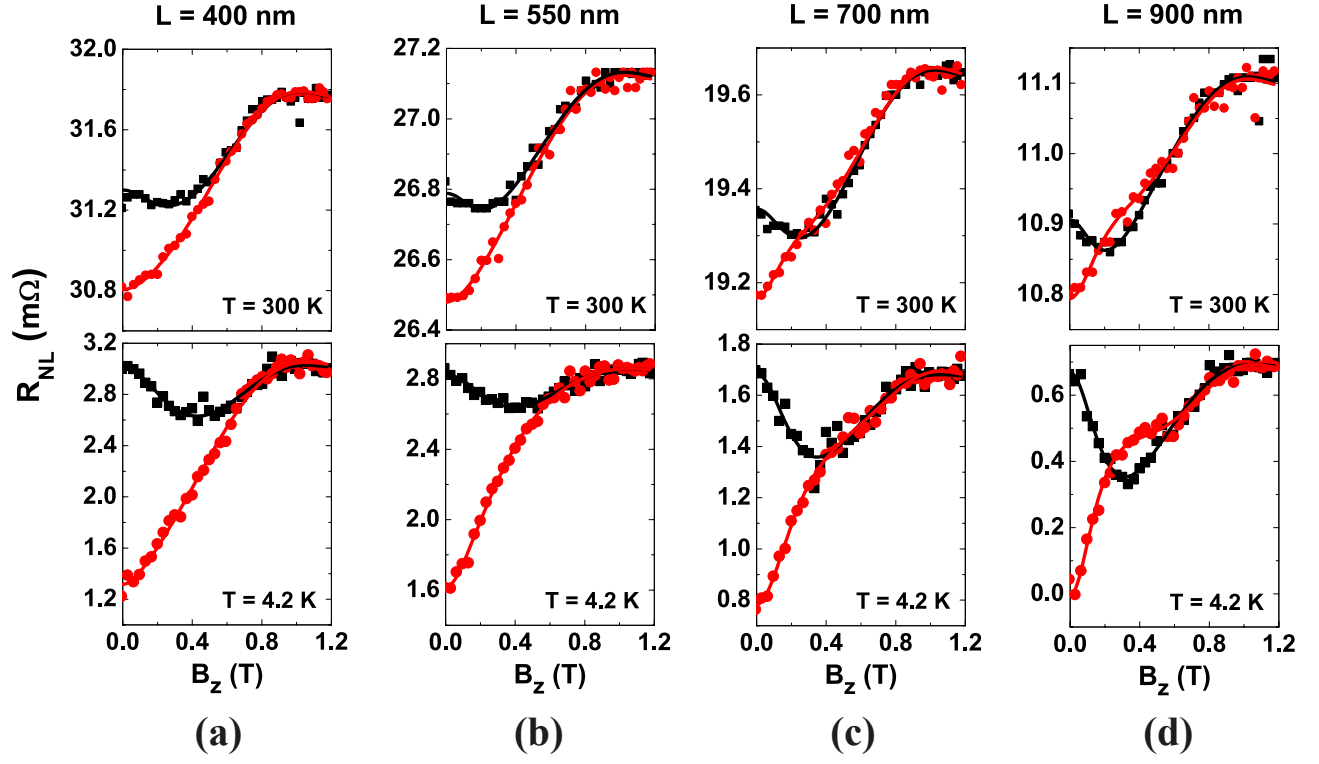 L = 400 nm
L = 550 nm
L = 700 nm
L = 900 nm
R_NL (mΩ)
32.0
31.6
31.2
30.8
T = 300 K
27.2
27.0
26.8
26.6
26.4
T = 300 K
19.6
19.4
19.2
T = 300 K
11.1
11.0
10.9
10.8
T = 300 K
3.2
2.8
2.4
2.0
1.6
1.2
T = 4.2 K
2.8
2.4
2.0
1.6
T = 4.2 K
1.8
1.6
1.4
1.2
1.0
0.8
T = 4.2 K
0.6
0.4
0.2
0.0
T = 4.2 K
0.0 0.4 0.8 1.2
0.0 0.4 0.8 1.2
0.0 0.4 0.8 1.2
0.0 0.4 0.8 1.2
B_z (T)
B_z (T)
B_z (T)
B_z (T)
(a)
(b)
(c)
(d)